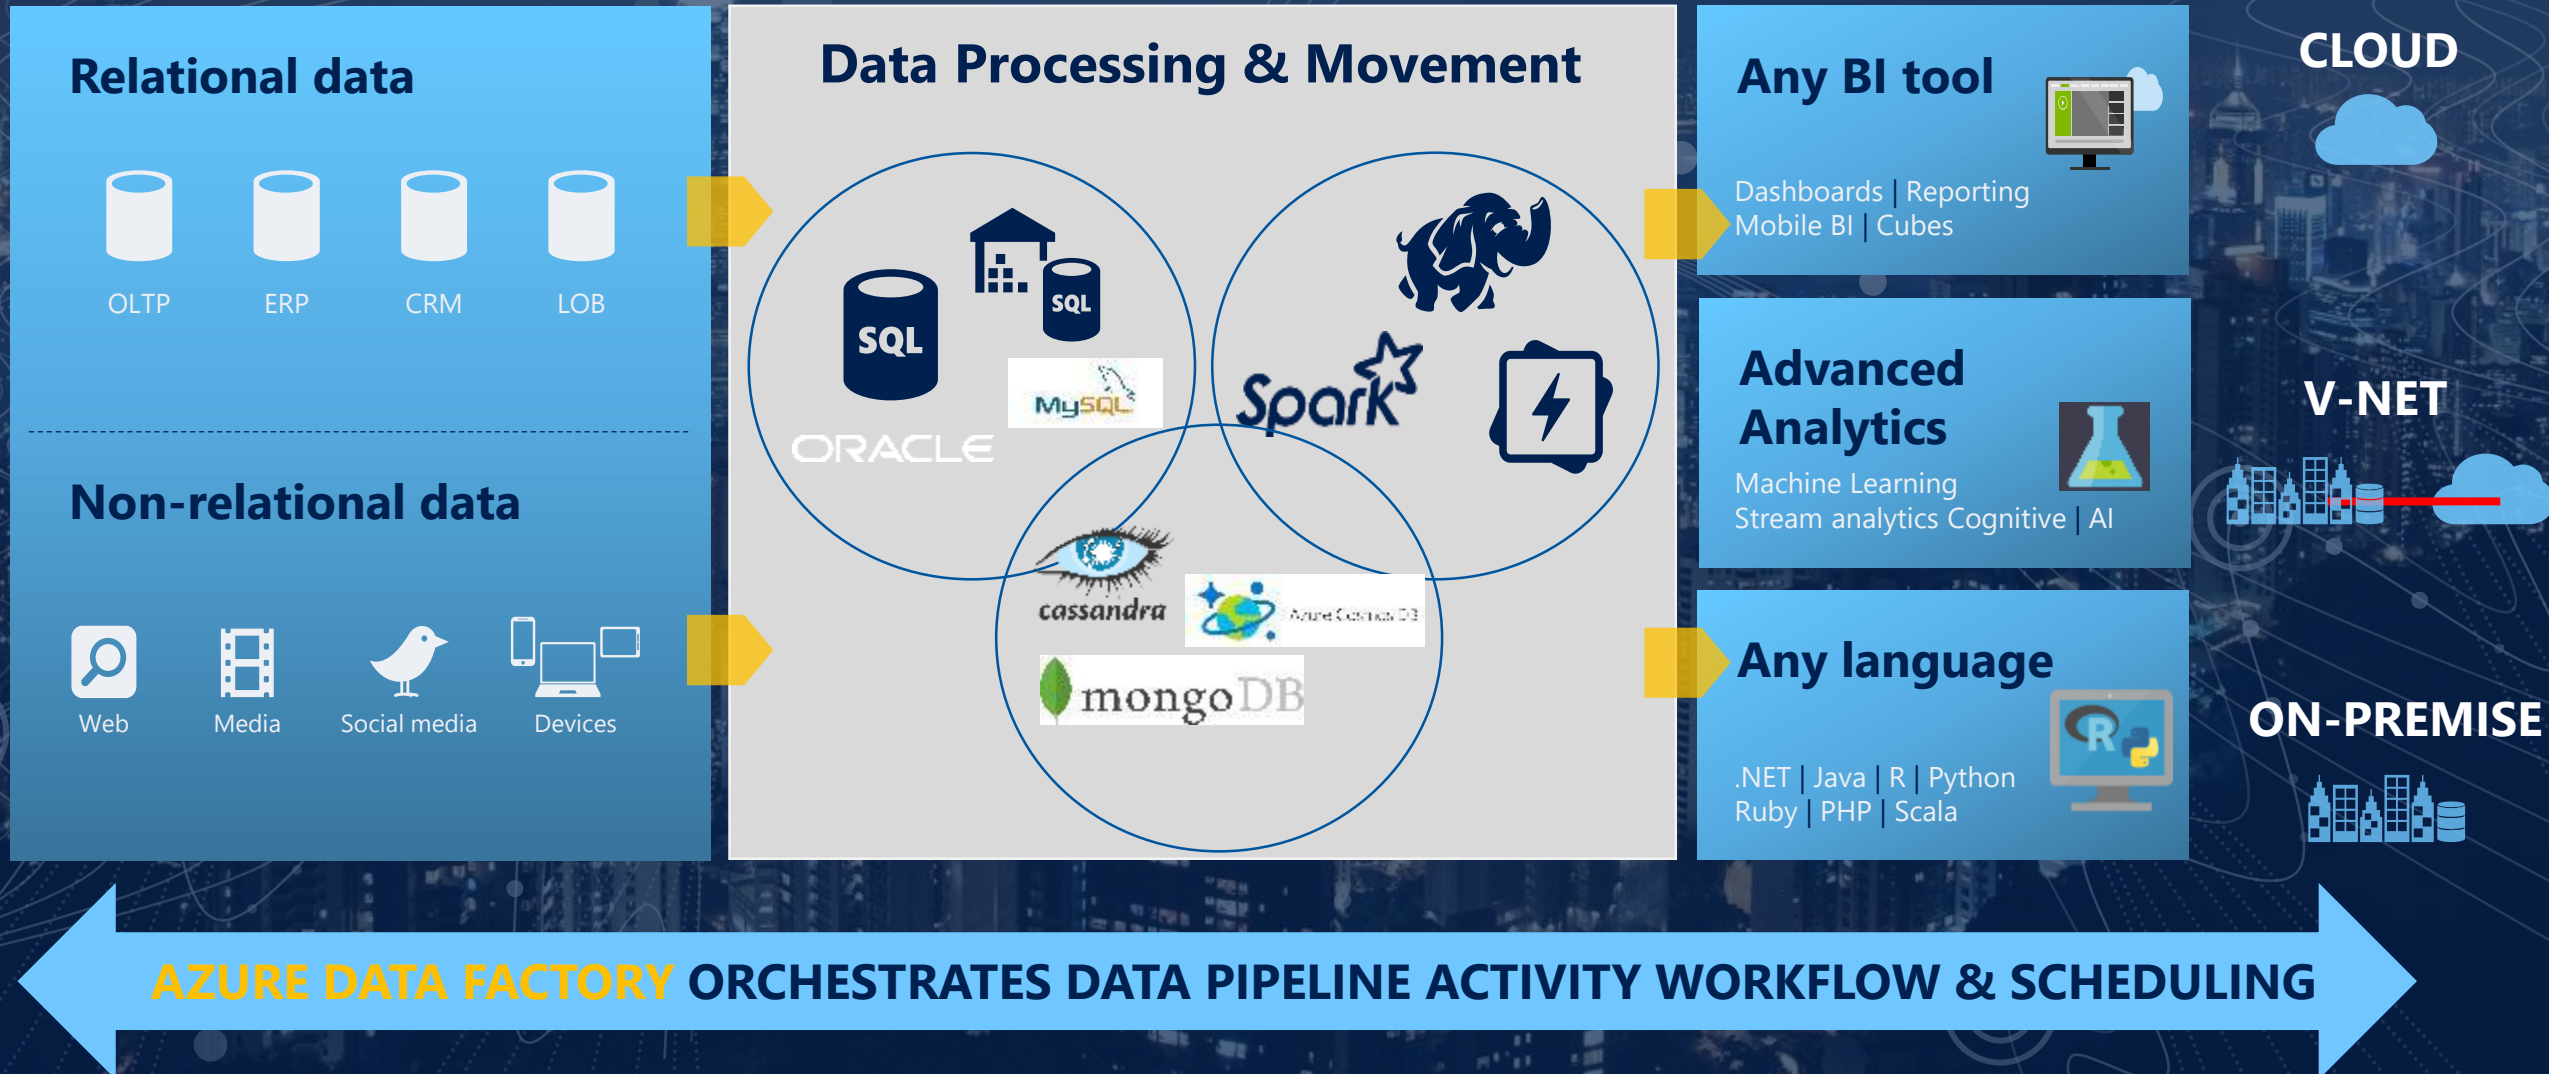 Relational data
OLTP ERP CRM LOB
Non-relational data
Web Media Social media Devices
Data Processing & Movement
SQL
SQL
MySQL
ORACLE
Spark
cassandra
Azure Cosmos DB
mongoDB
Any BI tool
Dashboards | Reporting
Mobile BI | Cubes
Advanced
Analytics
Machine Learning
Stream analytics Cognitive | AI
Any language
R
.NET | Java | R | Python
Ruby | PHP | Scala
CLOUD
V-NET
ON-PREMISE
AZURE DATA FACTORY ORCHESTRATES DATA PIPELINE ACTIVITY WORKFLOW & SCHEDULING